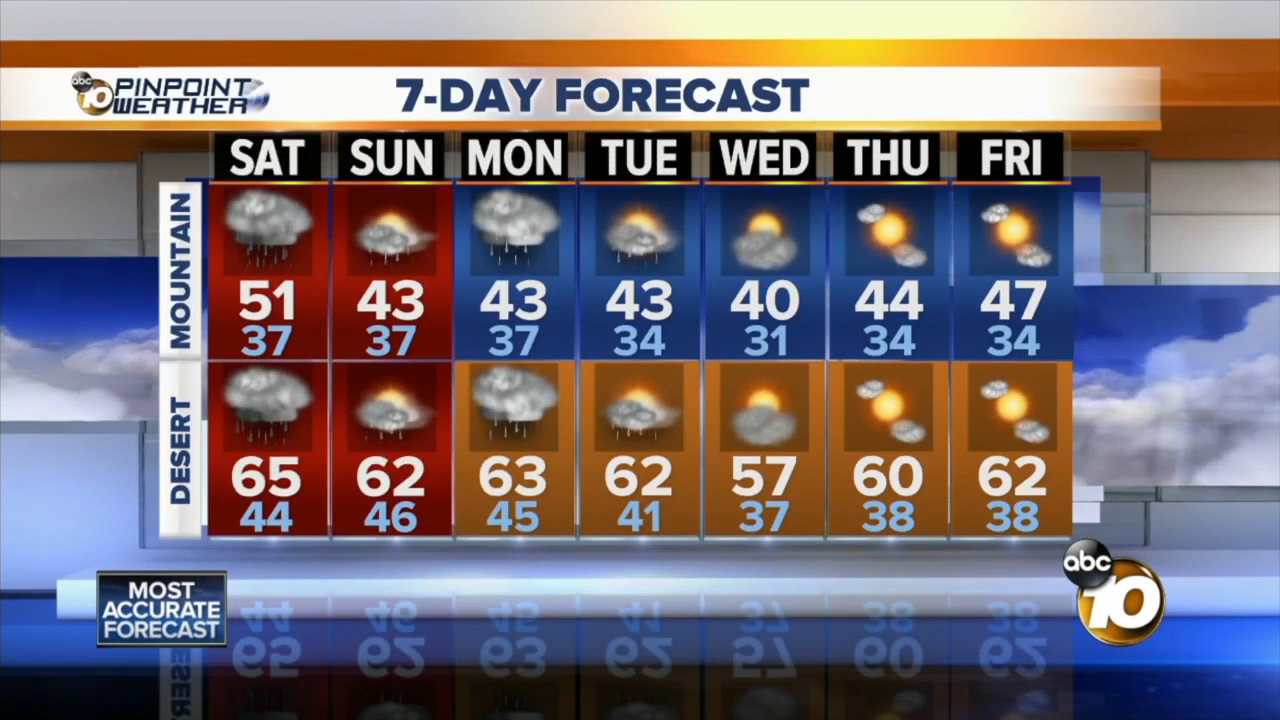 abc
10 PINPOINT
WEATHER
7-DAY FORECAST
SAT SUN MON TUE WED THU FRI
MOUNTAIN
51 43 43 43 40 44 47
37 37 37 34 31 34 34
DESERT
65 62 63 62 57 60 62
44 46 45 41 37 38 38
MOST
ACCURATE
FORECAST
abc
10